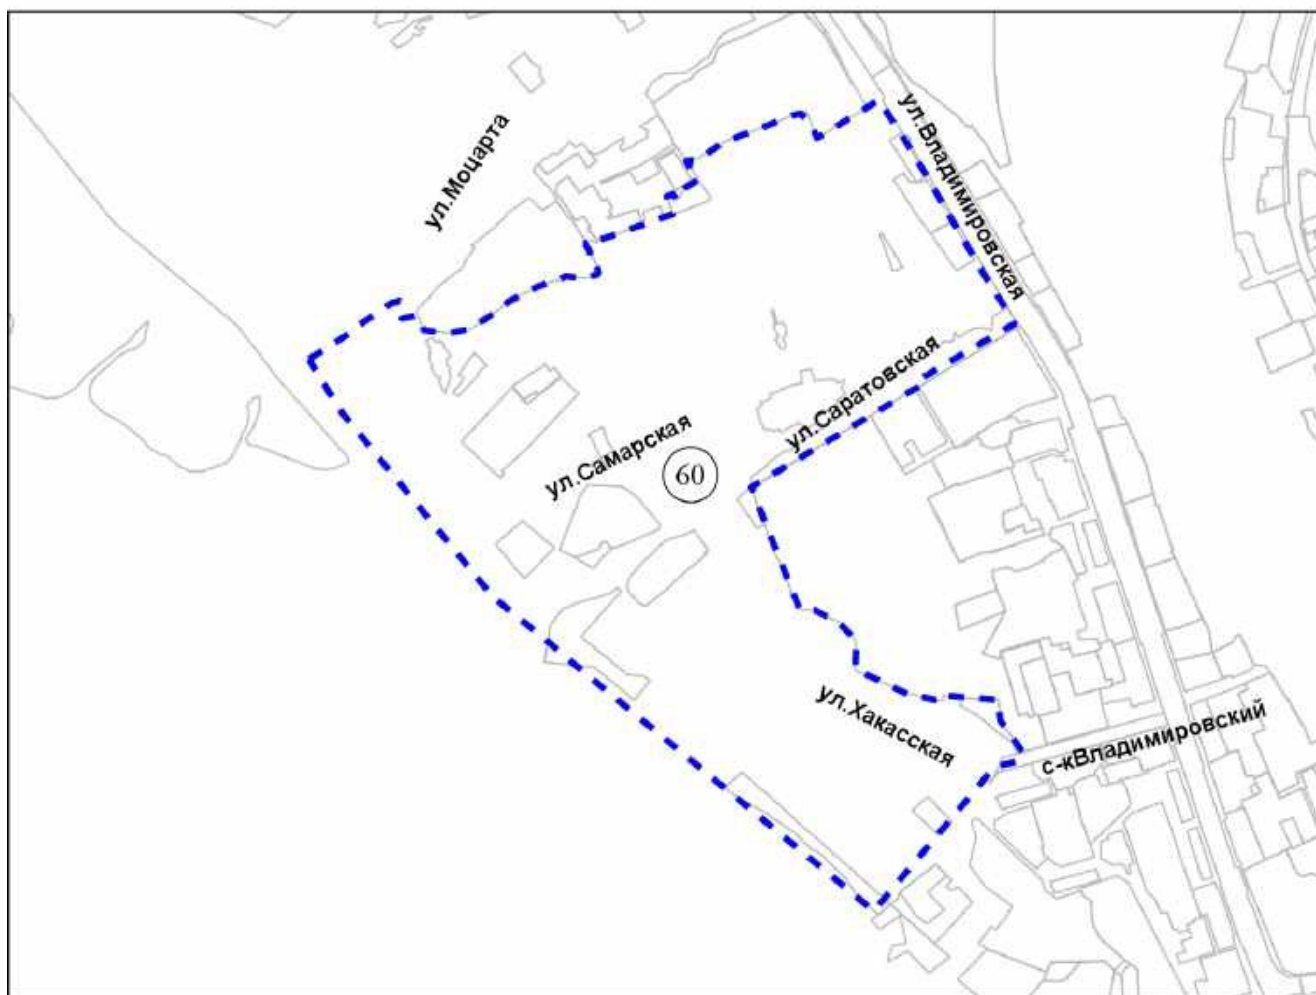 ул.Владимировская
ул.Моцарта
ул.Саратовская
ул.Самарская
60
ул.Хакасская
с-кВладимировский